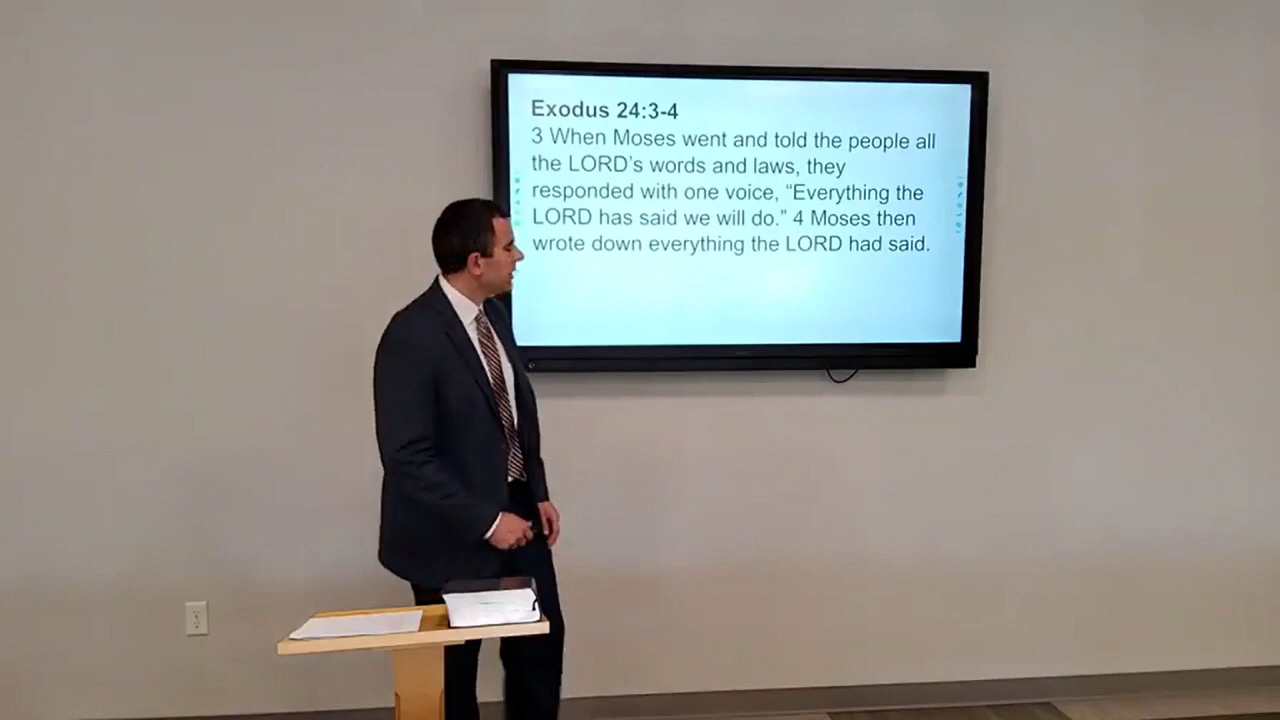 Exodus 24:3-4
3 When Moses went and told the people all
the LORD’s words and laws, they
responded with one voice, “Everything the
LORD has said we will do.” 4 Moses then
wrote down everything the LORD had said.